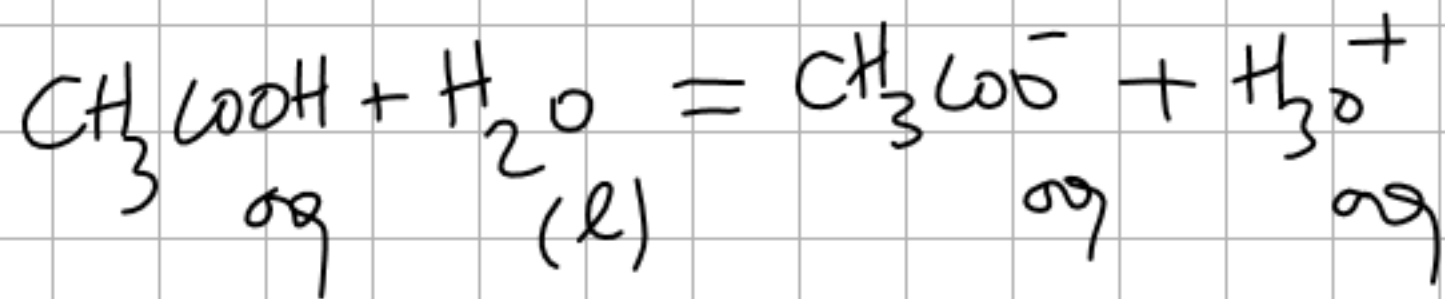 CH₃COOH + H₂O = CH₃COO⁻ + H₃O⁺
aq (l) aq aq